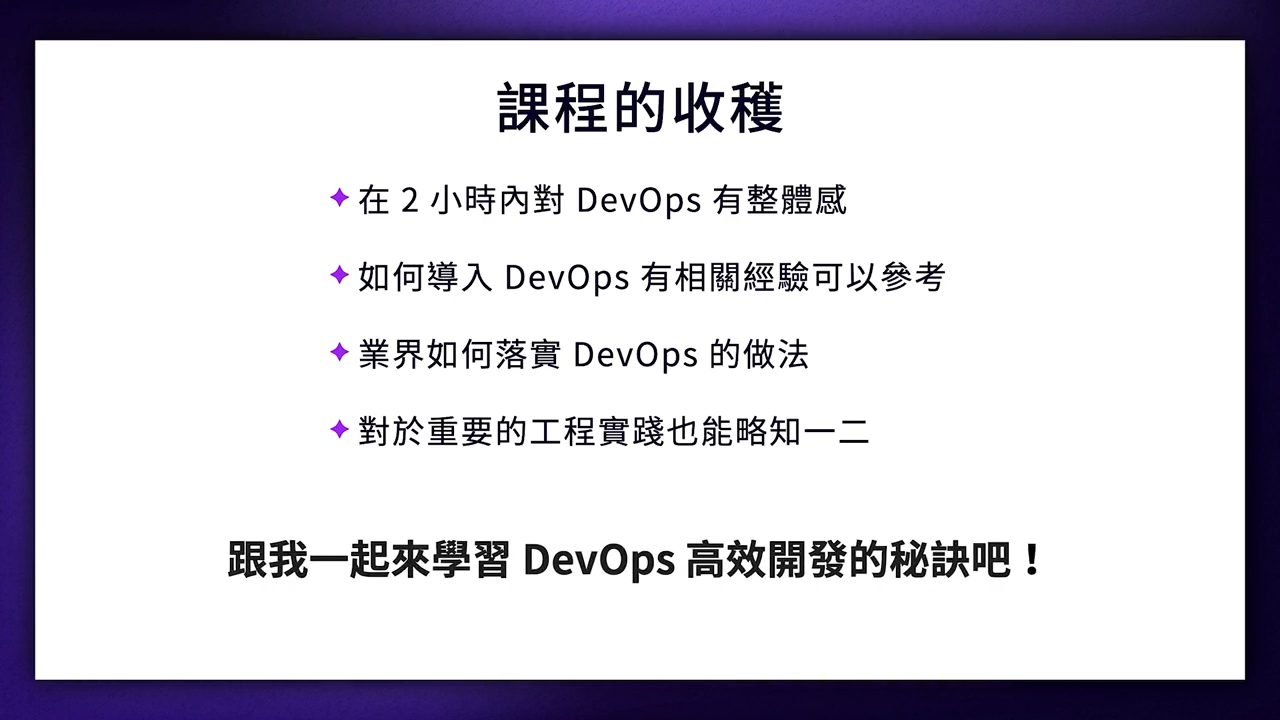 課程的收穫
在 2 小時內對 DevOps 有整體感
如何導入 DevOps 有相關經驗可以參考
業界如何落實 DevOps 的做法
對於重要的工程實踐也能略知一二
跟我一起來學習 DevOps 高效開發的秘訣吧！